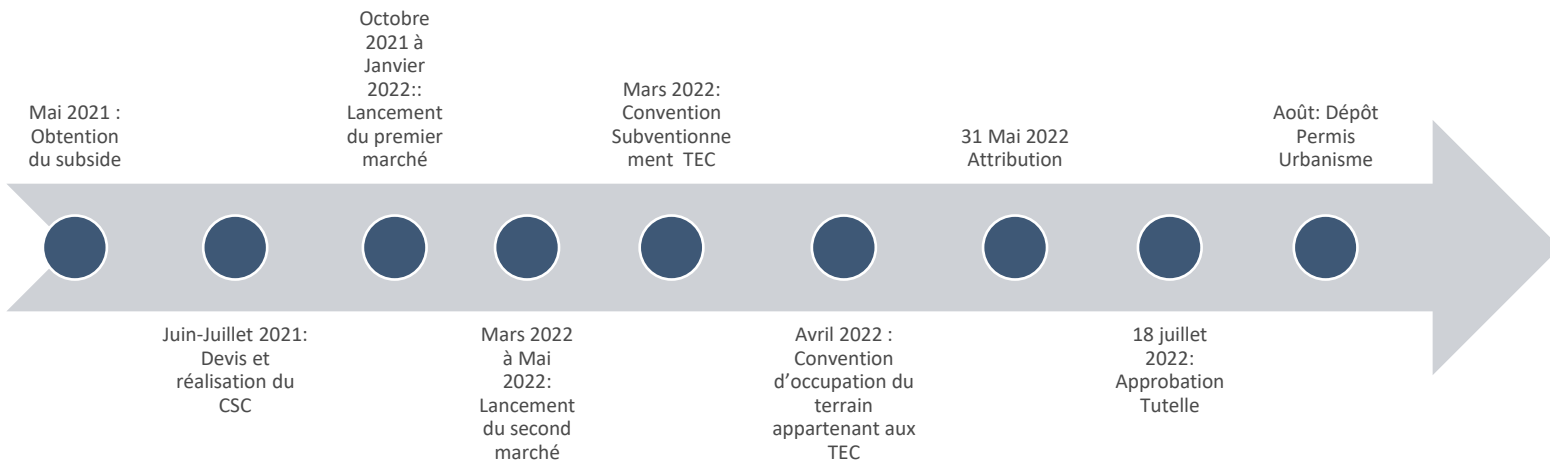 Mai 2021 :
Obtention
du subside
Juin-Juillet 2021:
Devis et
réalisation du
CSC
Octobre
2021 à
Janvier
2022::
Lancement
du premier
marché
Mars 2022
à Mai
2022:
Lancement
du second
marché
Mars 2022:
Convention
Subventionne
ment TEC
Avril 2022 :
Convention
d’occupation du
terrain
appartenant aux
TEC
31 Mai 2022
Attribution
18 juillet
2022:
Approbation
Tutelle
Août: Dépôt
Permis
Urbanisme